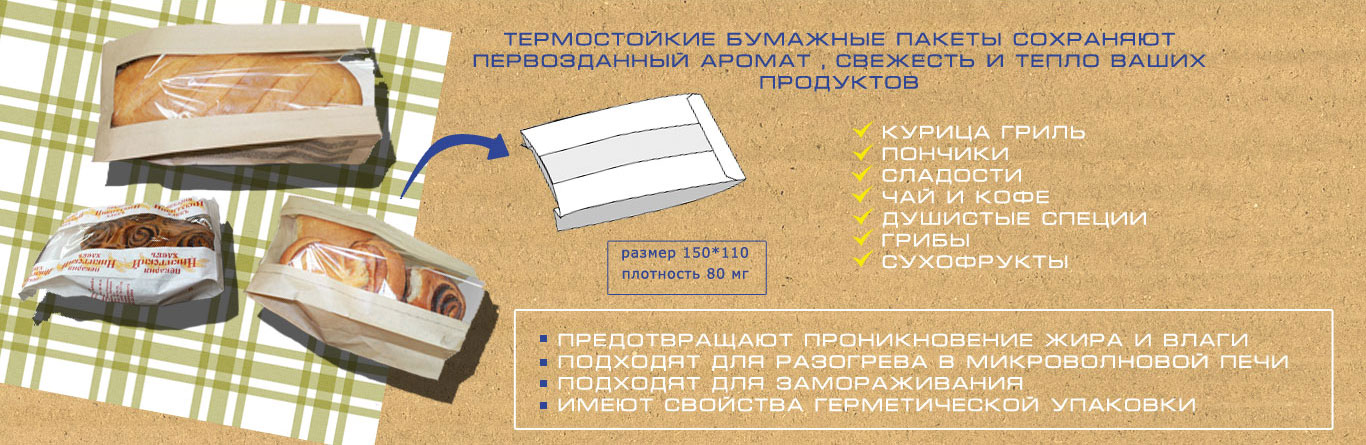 ТЕРМОСТОЙКИЕ БУМАЖНЫЕ ПАКЕТЫ СОХРАНЯЮТ
ПЕРВОЗДАННЫЙ АРОМАТ , СВЕЖЕСТЬ И ТЕПЛО ВАШИХ
ПРОДУКТОВ
КУРИЦА ГРИЛЬ
ПОНЧИКИ
СЛАДОСТИ
ЧАЙ И КОФЕ
ДУШИСТЫЕ СПЕЦИИ
ГРИБЫ
СУХОФРУКТЫ
размер 150*110
плотность 80 мг
ПРЕДОТВРАЩАЮТ ПРОНИКНОВЕНИЕ ЖИРА И ВЛАГИ
ПОДХОДЯТ ДЛЯ РАЗОГРЕВА В МИКРОВОЛНОВОЙ ПЕЧИ
ПОДХОДЯТ ДЛЯ ЗАМОРАЖИВАНИЯ
ИМЕЮТ СВОЙСТВА ГЕРМЕТИЧЕСКОЙ УПАКОВКИ